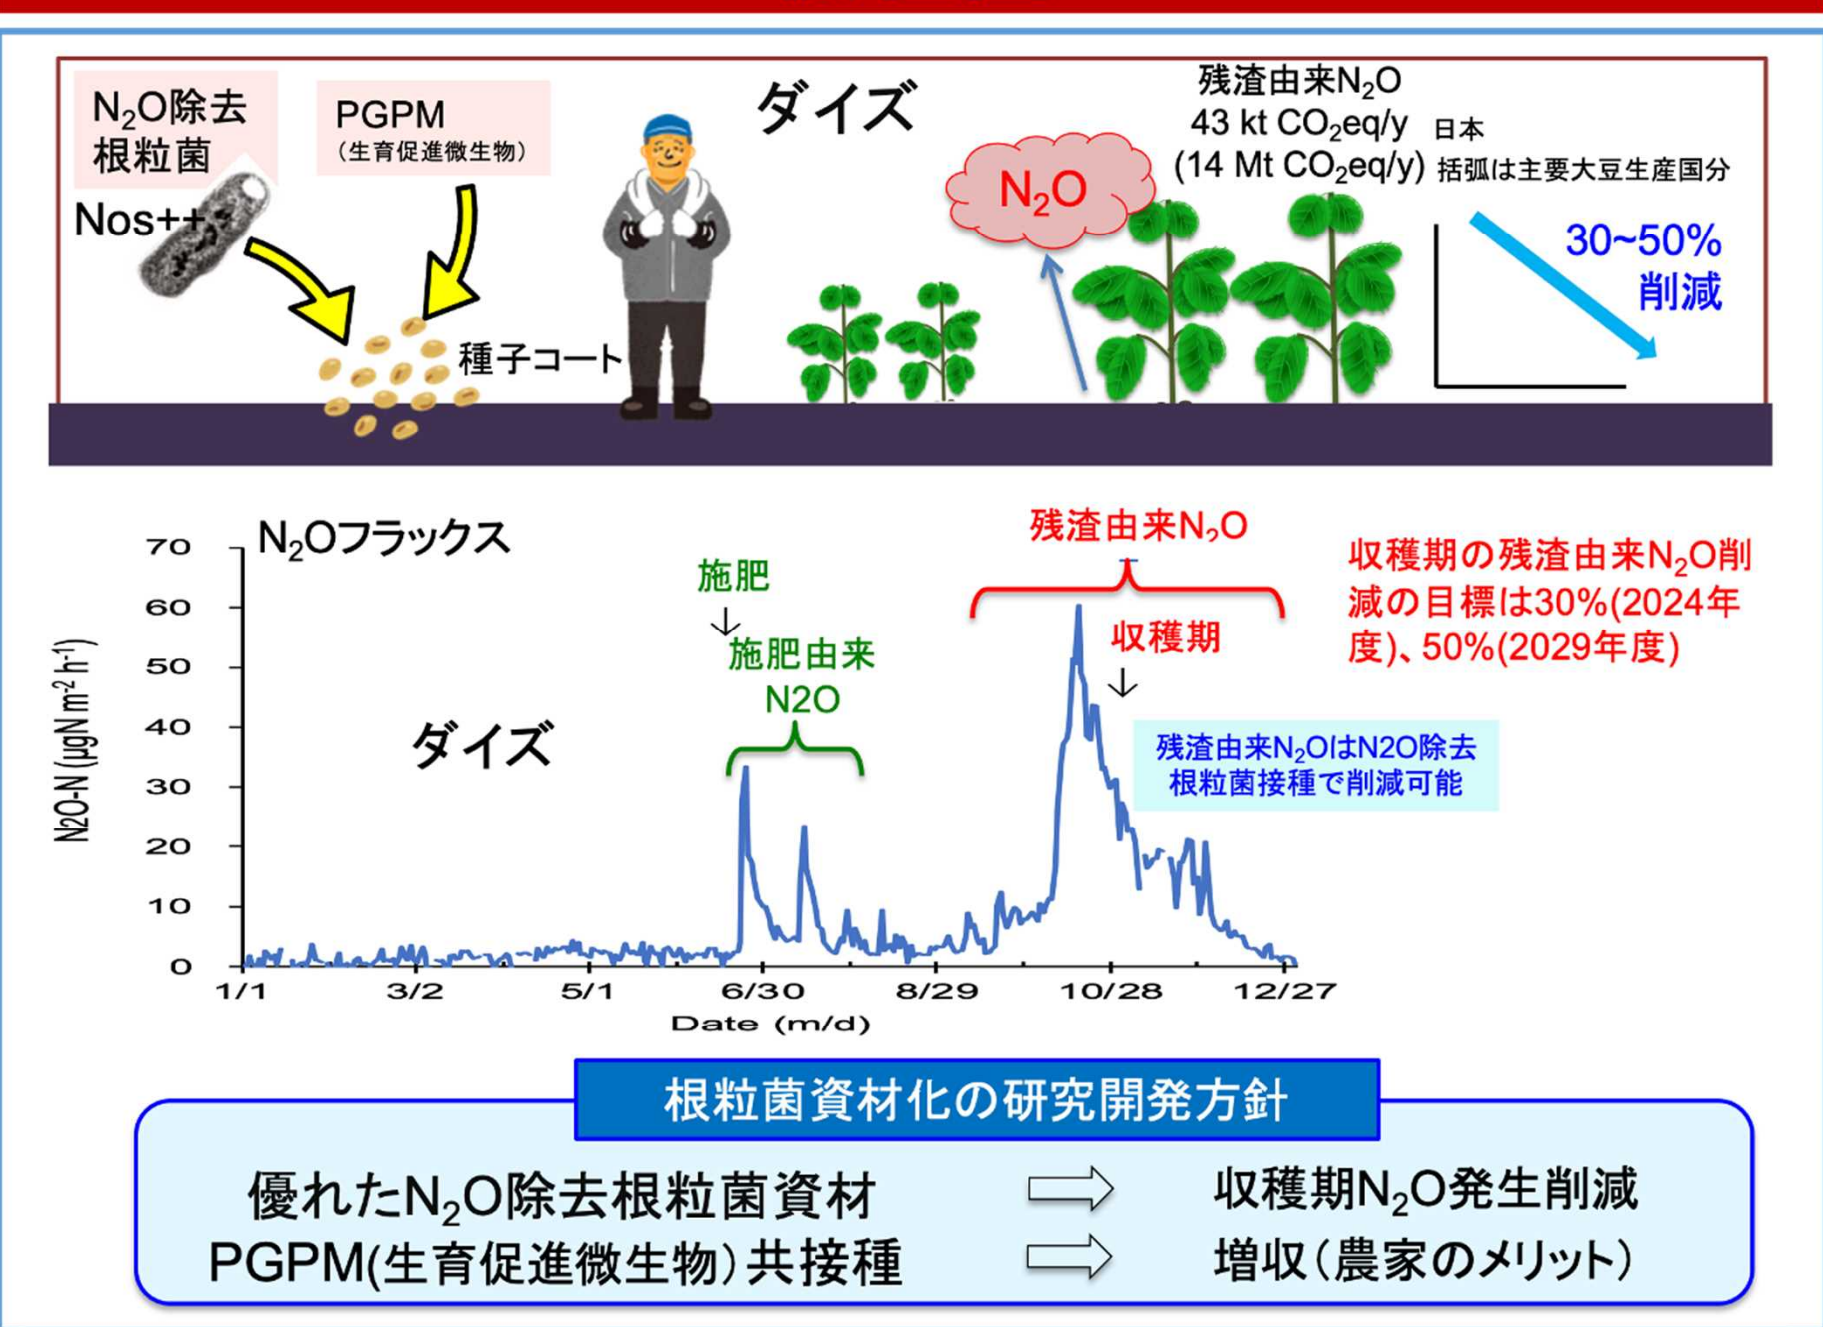 N₂O除去
根粒菌
Nos++
PGPM
(生育促進微生物)
種子コート
ダイズ
N₂O
残渣由来N₂O
43 kt CO₂eq/y 日本
(14 Mt CO₂eq/y) 括弧は主要大豆生産国分
30~50%
削減
N₂Oフラックス
N2O-N (µgN m⁻² h⁻¹)
70
60
50
40
30
20
10
0
1/1
3/2
5/1
6/30
8/29
10/28
12/27
Date (m/d)
ダイズ
施肥
↓
施肥由来
N2O
残渣由来N₂O
収穫期
↓
残渣由来N₂OはN2O除去
根粒菌接種で削減可能
収穫期の残渣由来N₂O削
減の目標は30%(2024年
度)、50%(2029年度)
根粒菌資材化の研究開発方針
優れたN₂O除去根粒菌資材 ⇨ 収穫期N₂O発生削減
PGPM(生育促進微生物)共接種 ⇨ 増収(農家のメリット)